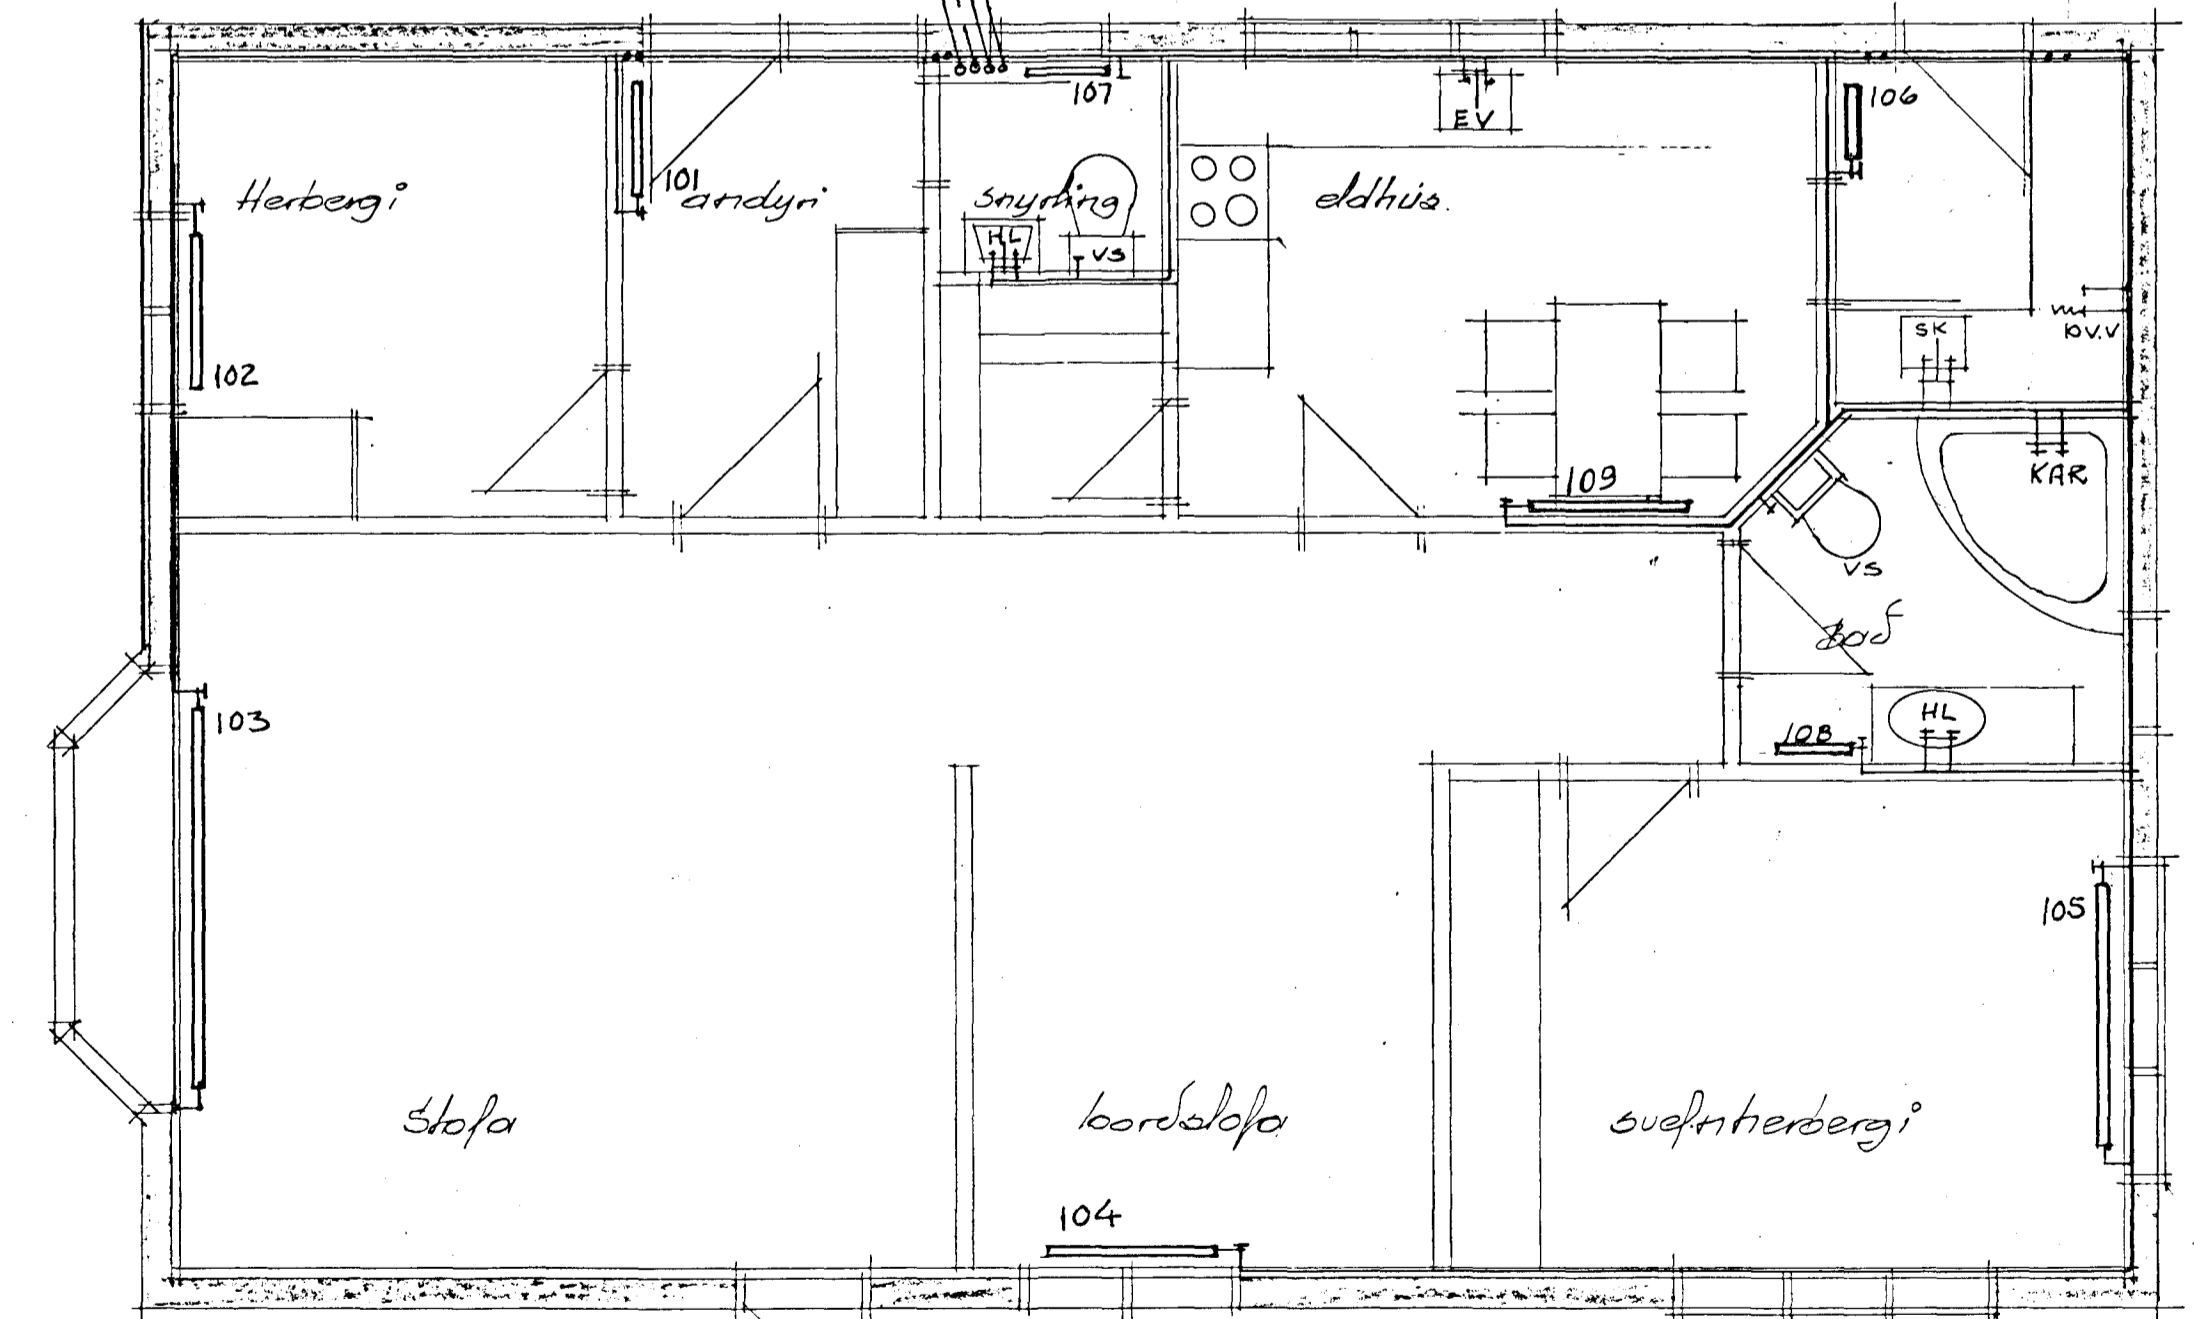 107
106
EV
101
Herbergi
andyri
snyrting
eldhús.
HL
VS
SK
ÞV.V
102
KAR
109
VS
Bað
103
HL
108
105
Stofa
borðstofa
svefnherbergi
104